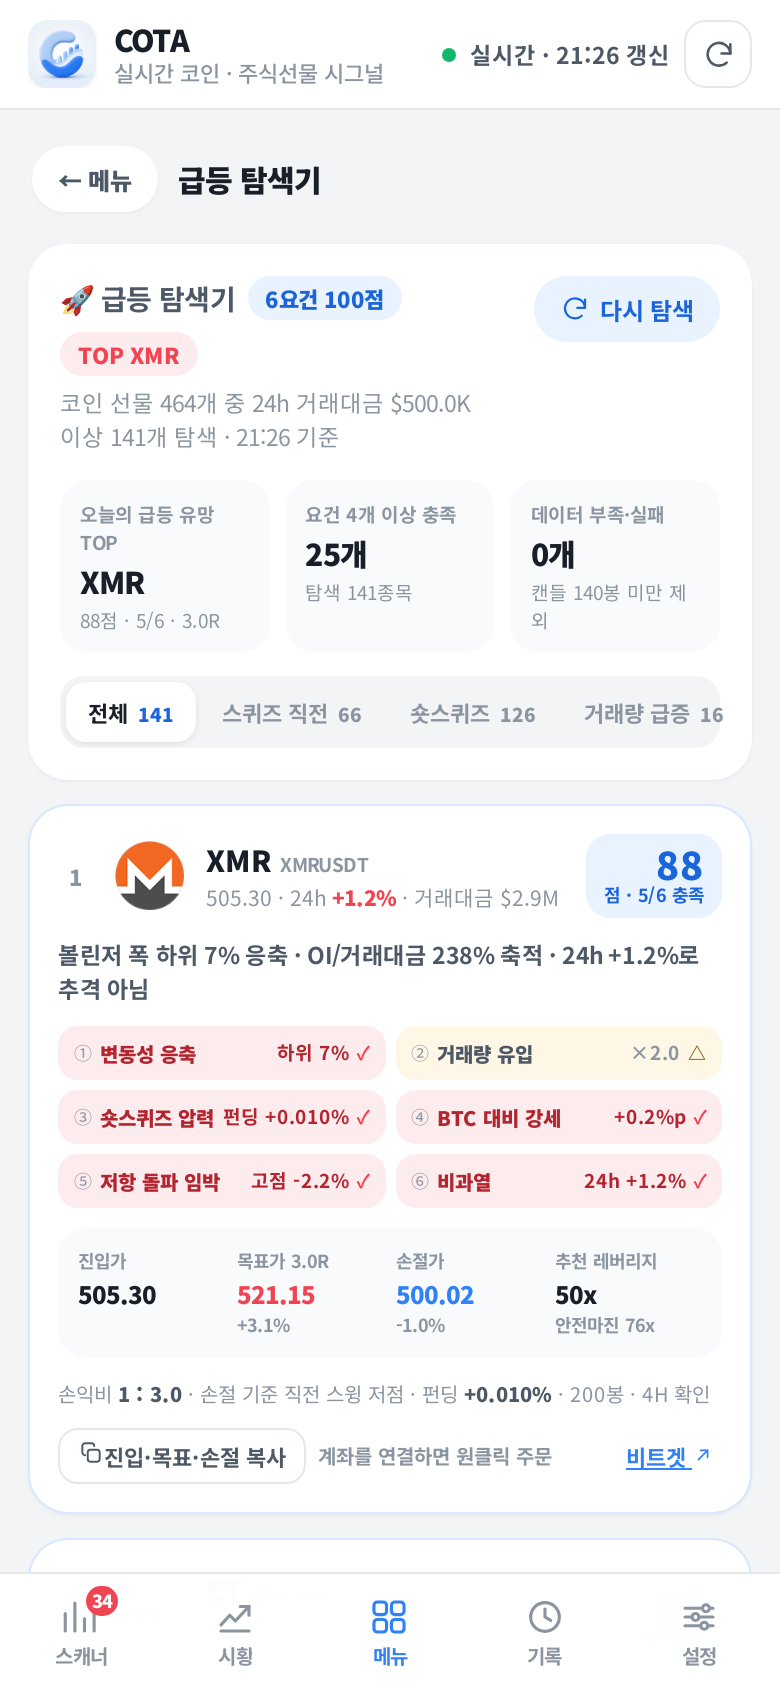 COTA
실시간 코인 · 주식선물 시그널
실시간 · 21:26 갱신
← 메뉴
급등 탐색기
🚀 급등 탐색기
6요건 100점
다시 탐색
TOP XMR
코인 선물 464개 중 24h 거래대금 $500.0K
이상 141개 탐색 · 21:26 기준
오늘의 급등 유망
TOP
XMR
88점 · 5/6 · 3.0R
요건 4개 이상 충족
25개
탐색 141종목
데이터 부족·실패
0개
캔들 140봉 미만 제
외
전체 141
스퀴즈 직전 66
숏스퀴즈 126
거래량 급증 16
1
XMR XMRUSDT
505.30 · 24h +1.2% · 거래대금 $2.9M
88
점 · 5/6 충족
볼린저 폭 하위 7% 응축 · OI/거래대금 238% 축적 · 24h +1.2%로
추격 아님
① 변동성 응축 하위 7% ✓
② 거래량 유입 ×2.0 △
③ 숏스퀴즈 압력 펀딩 +0.010% ✓
④ BTC 대비 강세 +0.2%p ✓
⑤ 저항 돌파 임박 고점 -2.2% ✓
⑥ 비과열 24h +1.2% ✓
진입가
505.30
목표가 3.0R
521.15
+3.1%
손절가
500.02
-1.0%
추천 레버리지
50x
안전마진 76x
손익비 1 : 3.0 · 손절 기준 직전 스윙 저점 · 펀딩 +0.010% · 200봉 · 4H 확인
진입·목표·손절 복사
계좌를 연결하면 원클릭 주문
비트겟 ↗
34
스캐너
시황
메뉴
기록
설정